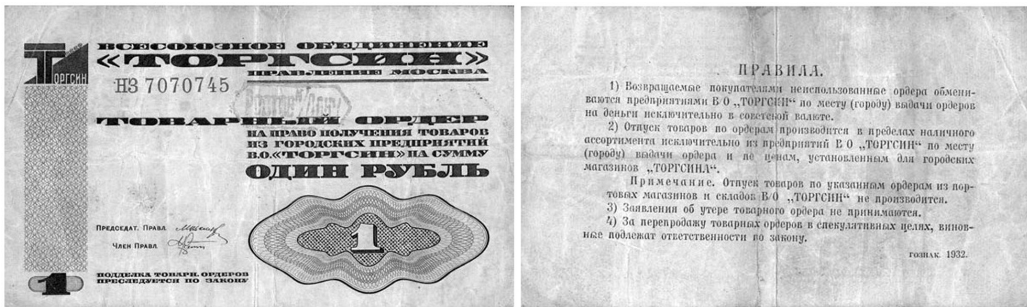 ТОРГСИН
ВСЕСОЮЗНОЕ ОБ'ЕДИНЕНИЕ
«ТОРГСИН»
ПРАВЛЕНИЕ МОСКВА
НЗ 7070745
ТОВАРНЫЙ ОРДЕР
НА ПРАВО ПОЛУЧЕНИЯ ТОВАРОВ
ИЗ ГОРОДСКИХ ПРЕДПРИЯТИЙ
В.О. «ТОРГСИН» НА СУММУ
ОДИН РУБЛЬ
ПРЕДСЕДАТ. ПРАВЛ.
ЧЛЕН ПРАВЛ.
1
1
ПОДДЕЛКА ТОВАРН. ОРДЕРОВ
ПРЕСЛЕДУЕТСЯ ПО ЗАКОНУ
ПРАВИЛА.
1) Возвращаемые покупателями неиспользованные ордера обмени-
ваются предприятиями В/О „ТОРГСИН" по месту (городу) выдачи ордеров
на деньги исключительно в советской валюте.
2) Отпуск товаров по ордерам производится в пределах наличного
ассортимента исключительно из предприятий В/О „ТОРГСИН" по месту
(городу) выдачи ордера и по ценам, установленным для городских
магазинов „ТОРГСИНА".
Примечание. Отпуск товаров по указанным ордерам из пор-
товых магазинов и складов В/О „ТОРГСИН" не производится.
3) Заявления об утере товарного ордера не принимаются.
4) За перепродажу товарных ордеров в спекулятивных целях, винов-
ные подлежат ответственности по закону.
ГОЗНАК. 1932.